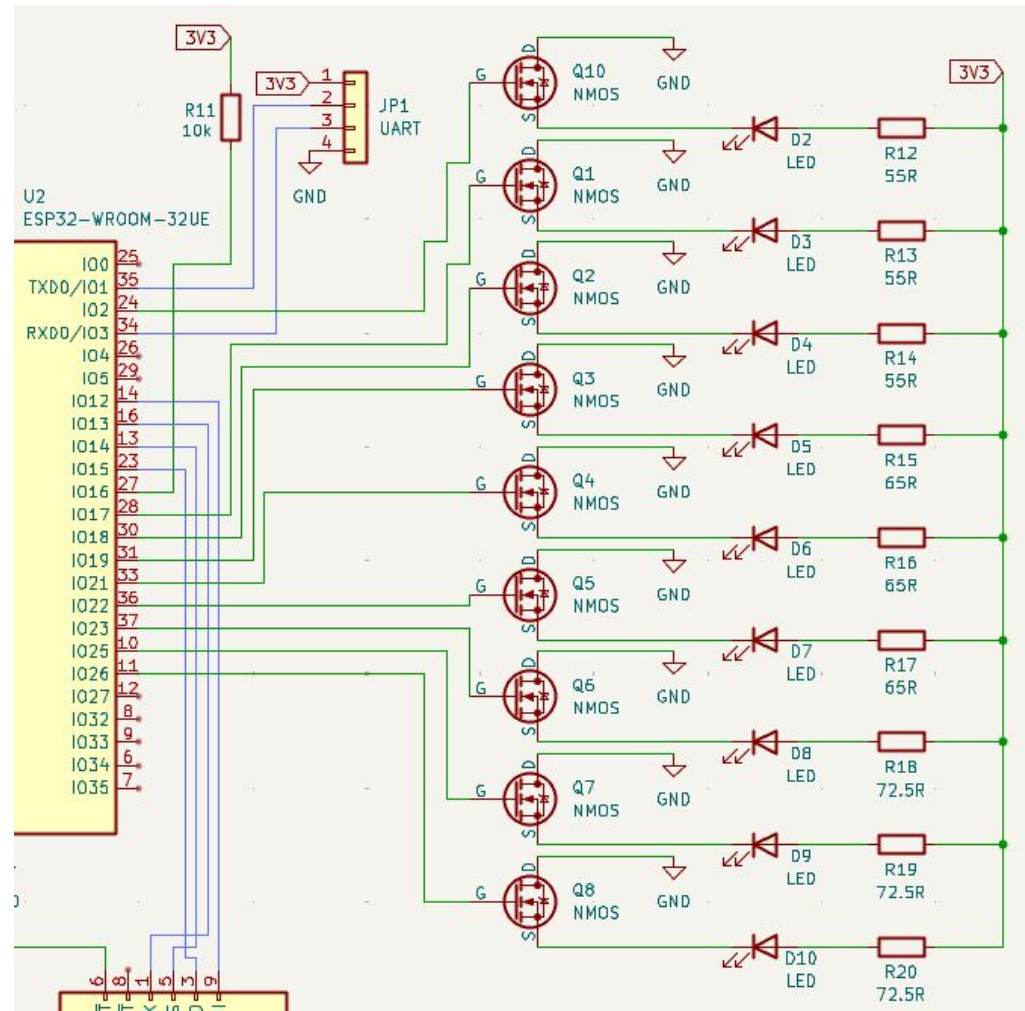 3V3
R11
10k
3V3
1
2
3
4
JP1
UART
GND
U2
ESP32-WROOM-32UE
IO0 25
TXD0/IO1 35
IO2 24
RXD0/IO3 34
IO4 26
IO5 29
IO12 14
IO13 16
IO14 13
IO15 23
IO16 27
IO17 28
IO18 30
IO19 31
IO21 33
IO22 36
IO23 37
IO25 10
IO26 11
IO27 12
IO32 8
IO33 9
IO34 6
IO35 7
3V3
D
G
S
Q10
NMOS
GND
D2
LED
R12
55R
D
G
S
Q1
NMOS
GND
D3
LED
R13
55R
D
G
S
Q2
NMOS
GND
D4
LED
R14
55R
D
G
S
Q3
NMOS
GND
D5
LED
R15
65R
D
G
S
Q4
NMOS
GND
D6
LED
R16
65R
D
G
S
Q5
NMOS
GND
D7
LED
R17
65R
D
G
S
Q6
NMOS
GND
D8
LED
R18
72.5R
D
G
S
Q7
NMOS
GND
D9
LED
R19
72.5R
D
G
S
Q8
NMOS
GND
D10
LED
R20
72.5R
6
8
1
5
3
9